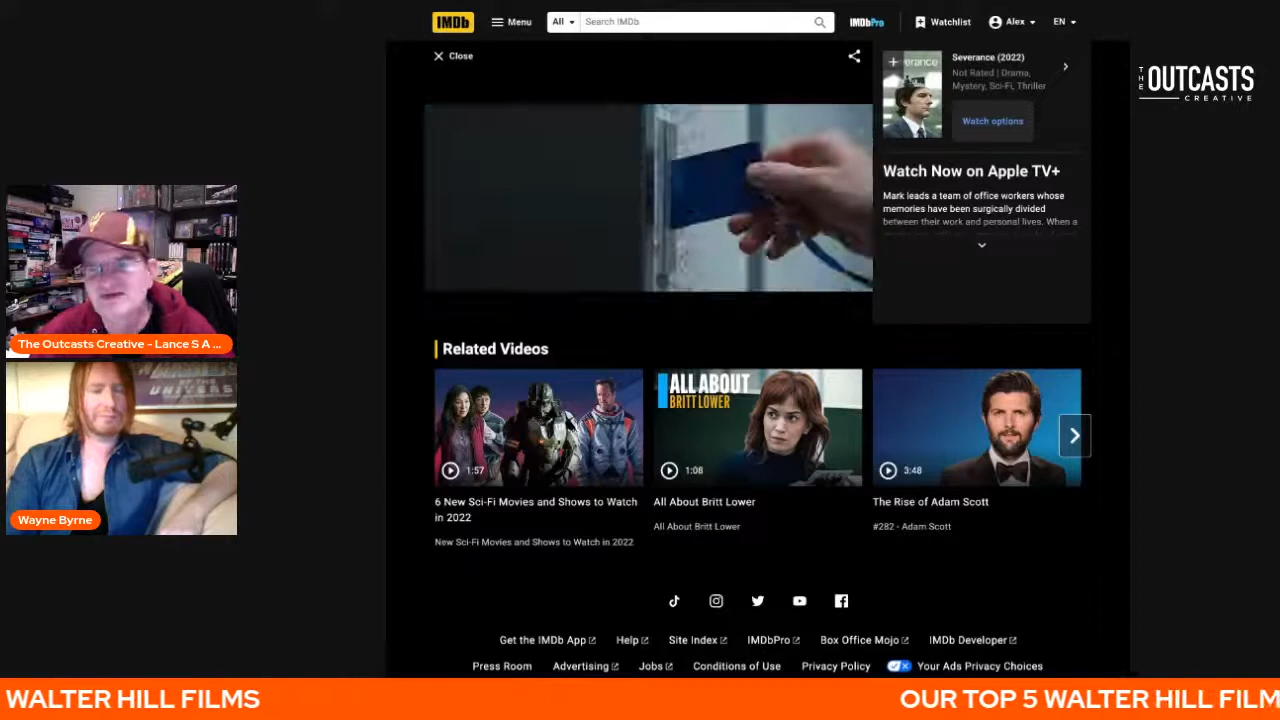 IMDb
Menu
All
Search IMDb
IMDbPro
Watchlist
Alex
EN
Close
THE OUTCASTS
CREATIVE
erance
Severance (2022)
Not Rated | Drama,
Mystery, Sci-Fi, Thriller
Watch options
Watch Now on Apple TV+
Mark leads a team of office workers whose
memories have been surgically divided
between their work and personal lives. When a
MASTERS
OF THE
UNIVERS
The Outcasts Creative - Lance S A ...
Wayne Byrne
Related Videos
1:57
ALL ABOUT
BRITT LOWER
1:08
3:48
6 New Sci-Fi Movies and Shows to Watch
in 2022
New Sci-Fi Movies and Shows to Watch in 2022
All About Britt Lower
All About Britt Lower
The Rise of Adam Scott
#282 - Adam Scott
Get the IMDb App
Help
Site Index
IMDbPro
Box Office Mojo
IMDb Developer
Press Room
Advertising
Jobs
Conditions of Use
Privacy Policy
Your Ads Privacy Choices
WALTER HILL FILMS
OUR TOP 5 WALTER HILL FILM